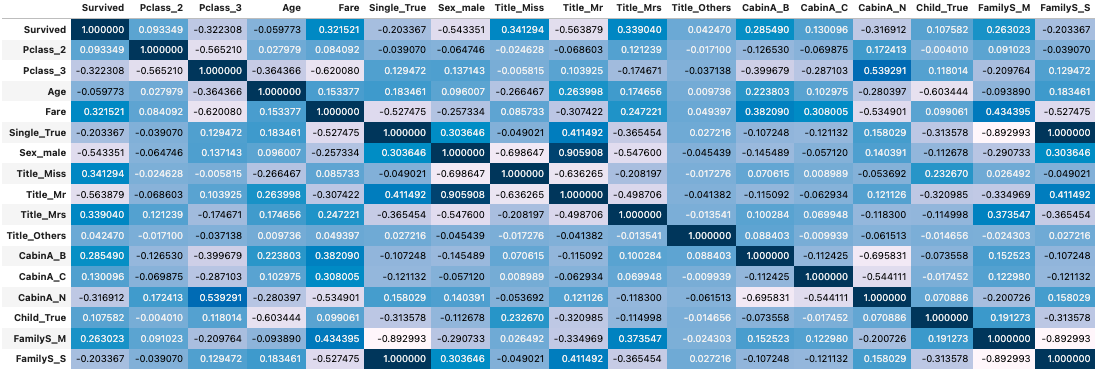 Survived Pclass_2 Pclass_3 Age Fare Single_True Sex_male Title_Miss Title_Mr Title_Mrs Title_Others CabinA_B CabinA_C CabinA_N Child_True FamilyS_M FamilyS_S
Survived 1.000000 0.093349 -0.322308 -0.059773 0.321521 -0.203367 -0.543351 0.341294 -0.563879 0.339040 0.042470 0.285490 0.130096 -0.316912 0.107582 0.263023 -0.203367
Pclass_2 0.093349 1.000000 -0.565210 0.027979 0.084092 -0.039070 -0.064746 -0.024628 -0.068603 0.121239 -0.017100 -0.126530 -0.069875 0.172413 -0.004010 0.091023 -0.039070
Pclass_3 -0.322308 -0.565210 1.000000 -0.364366 -0.620080 0.129472 0.137143 -0.005815 0.103925 -0.174671 -0.037138 -0.399679 -0.287103 0.539291 0.118014 -0.209764 0.129472
Age -0.059773 0.027979 -0.364366 1.000000 0.153377 0.183461 0.096007 -0.266467 0.263998 0.174656 0.009736 0.223803 0.102975 -0.280397 -0.603444 -0.093890 0.183461
Fare 0.321521 0.084092 -0.620080 0.153377 1.000000 -0.527475 -0.257334 0.085733 -0.307422 0.247221 0.049397 0.382090 0.308005 -0.534901 0.099061 0.434395 -0.527475
Single_True -0.203367 -0.039070 0.129472 0.183461 -0.527475 1.000000 0.303646 -0.049021 0.411492 -0.365454 0.027216 -0.107248 -0.121132 0.158029 -0.313578 -0.892993 1.000000
Sex_male -0.543351 -0.064746 0.137143 0.096007 -0.257334 0.303646 1.000000 -0.698647 0.905908 -0.547600 -0.045439 -0.145489 -0.057120 0.140391 -0.112678 -0.290733 0.303646
Title_Miss 0.341294 -0.024628 -0.005815 -0.266467 0.085733 -0.049021 -0.698647 1.000000 -0.636265 -0.208197 -0.017276 0.070615 0.008989 -0.053692 0.232670 0.026492 -0.049021
Title_Mr -0.563879 -0.068603 0.103925 0.263998 -0.307422 0.411492 0.905908 -0.636265 1.000000 -0.498706 -0.041382 -0.115092 -0.062934 0.121126 -0.320985 -0.334969 0.411492
Title_Mrs 0.339040 0.121239 -0.174671 0.174656 0.247221 -0.365454 -0.547600 -0.208197 -0.498706 1.000000 -0.013541 0.100284 0.069948 -0.118300 -0.114998 0.373547 -0.365454
Title_Others 0.042470 -0.017100 -0.037138 0.009736 0.049397 0.027216 -0.045439 -0.017276 -0.041382 -0.013541 1.000000 0.088403 -0.009939 -0.061513 -0.014656 -0.024303 0.027216
CabinA_B 0.285490 -0.126530 -0.399679 0.223803 0.382090 -0.107248 -0.145489 0.070615 -0.115092 0.100284 0.088403 1.000000 -0.112425 -0.695831 -0.073558 0.152523 -0.107248
CabinA_C 0.130096 -0.069875 -0.287103 0.102975 0.308005 -0.121132 -0.057120 0.008989 -0.062934 0.069948 -0.009939 -0.112425 1.000000 -0.544111 -0.017452 0.122980 -0.121132
CabinA_N -0.316912 0.172413 0.539291 -0.280397 -0.534901 0.158029 0.140391 -0.053692 0.121126 -0.118300 -0.061513 -0.695831 -0.544111 1.000000 0.070886 -0.200726 0.158029
Child_True 0.107582 -0.004010 0.118014 -0.603444 0.099061 -0.313578 -0.112678 0.232670 -0.320985 -0.114998 -0.014656 -0.073558 -0.017452 0.070886 1.000000 0.191273 -0.313578
FamilyS_M 0.263023 0.091023 -0.209764 -0.093890 0.434395 -0.892993 -0.290733 0.026492 -0.334969 0.373547 -0.024303 0.152523 0.122980 -0.200726 0.191273 1.000000 -0.892993
FamilyS_S -0.203367 -0.039070 0.129472 0.183461 -0.527475 1.000000 0.303646 -0.049021 0.411492 -0.365454 0.027216 -0.107248 -0.121132 0.158029 -0.313578 -0.892993 1.000000